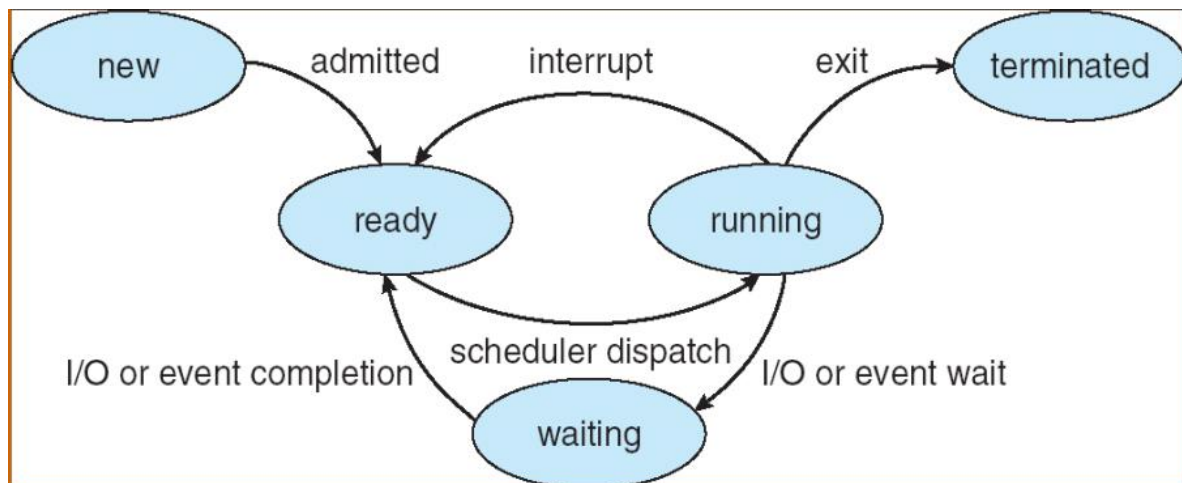 new
admitted
interrupt
exit
terminated
ready
running
scheduler dispatch
I/O or event completion
I/O or event wait
waiting